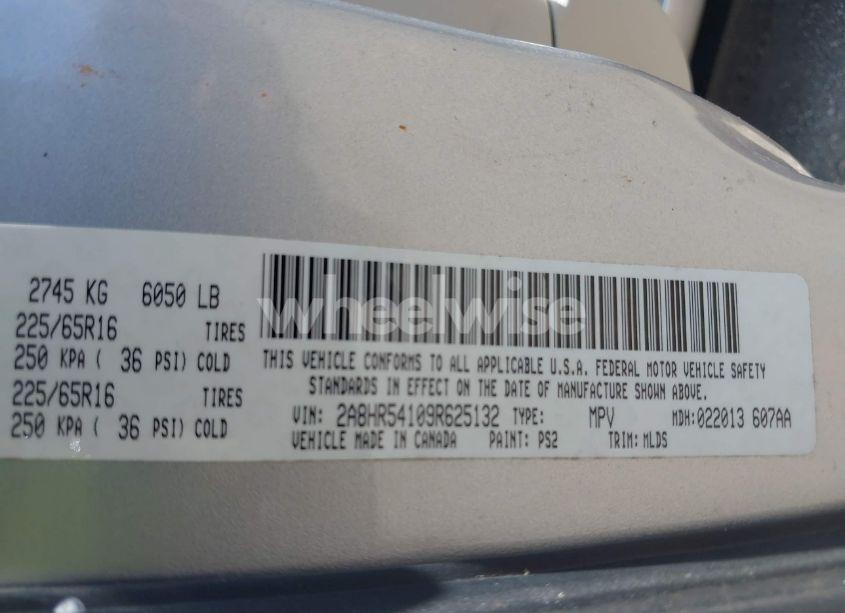 2745 KG 6050 LB
225/65R16 TIRES
250 KPA ( 36 PSI) COLD
225/65R16 TIRES
250 KPA ( 36 PSI) COLD
wheelwise
THIS VEHICLE CONFORMS TO ALL APPLICABLE U.S.A. FEDERAL MOTOR VEHICLE SAFETY
STANDARDS IN EFFECT ON THE DATE OF MANUFACTURE SHOWN ABOVE.
VIN: 2A8HR54109R625132 TYPE: MPV MDH:022013 607AA
VEHICLE MADE IN CANADA PAINT: PS2 TRIM: MLDS